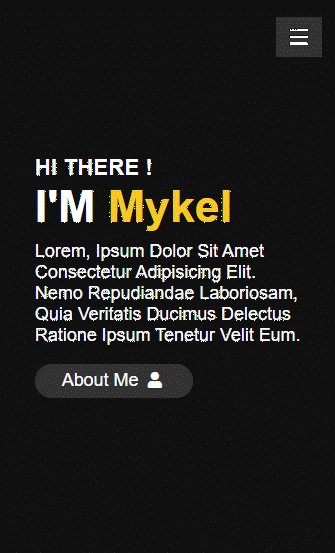 HI THERE !
I'M Mykel
Lorem, Ipsum Dolor Sit Amet
Consectetur Adipisicing Elit.
Nemo Repudiandae Laboriosam,
Quia Veritatis Ducimus Delectus
Ratione Ipsum Tenetur Velit Eum.
About Me